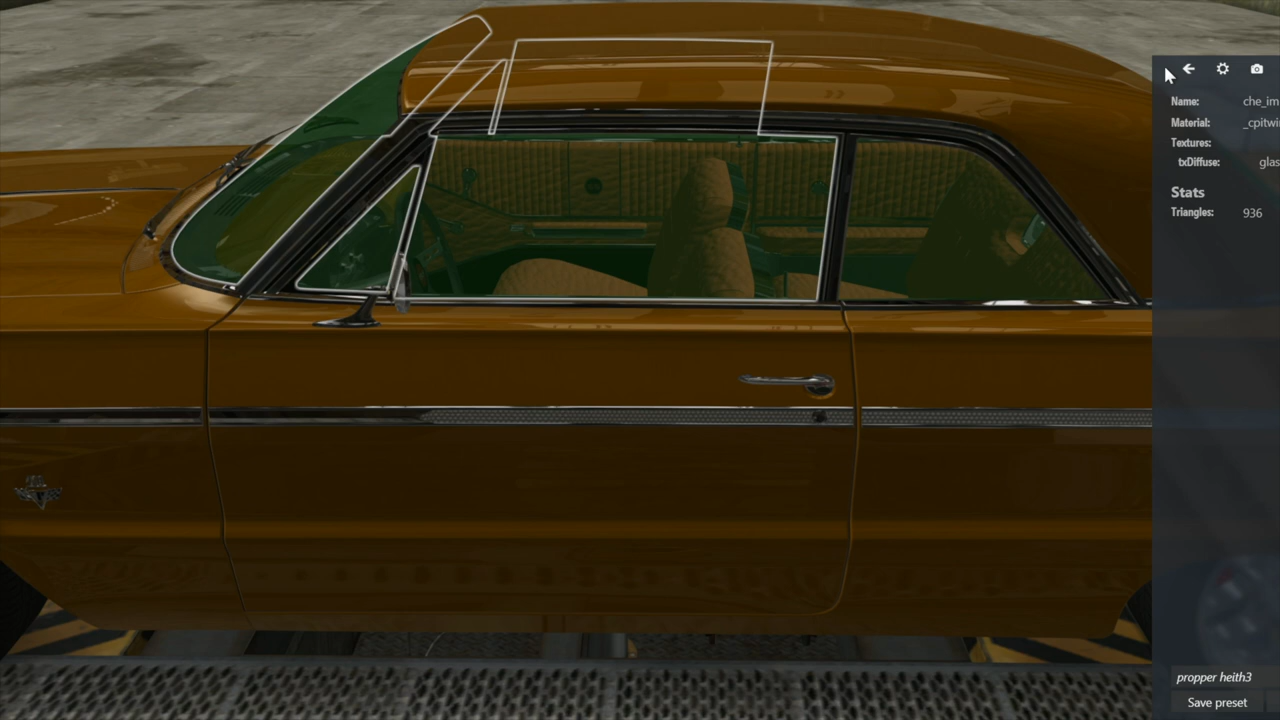 Name: che_im
Material: _cpitwi
Textures:
txDiffuse: glas
Stats
Triangles: 936
propper heith3
Save preset